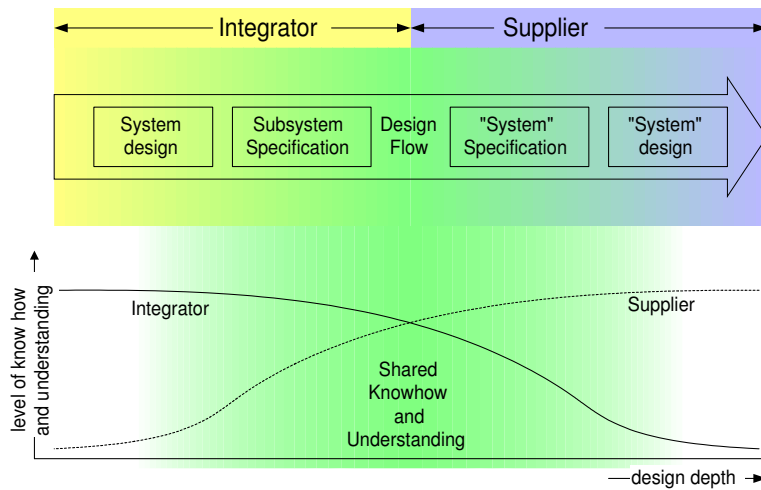 Integrator
Supplier
System
design
Subsystem
Specification
Design
Flow
"System"
Specification
"System"
design
level of know how
and understanding
Integrator
Supplier
Shared
Knowhow
and
Understanding
design depth